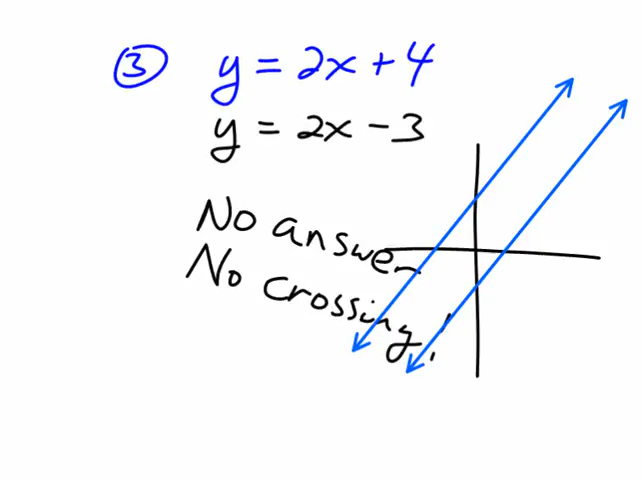 ③ y = 2x + 4
y = 2x - 3
No answer
No crossing!